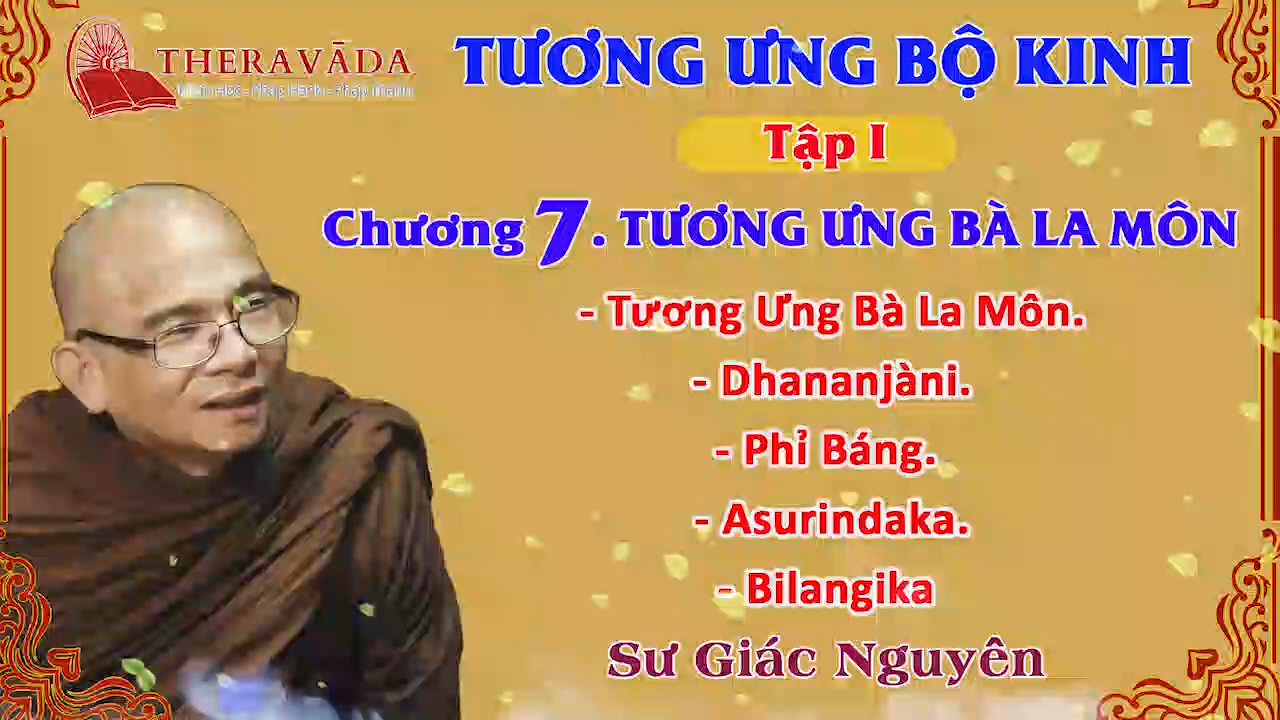 THERAVĀDA
TƯƠNG ƯNG BỘ KINH
Tập I
Chương 7. TƯƠNG ƯNG BÀ LA MÔN
- Tương Ưng Bà La Môn.
- Dhananjàni.
- Phỉ Báng.
- Asurindaka.
- Bilangika
Sư Giác Nguyên